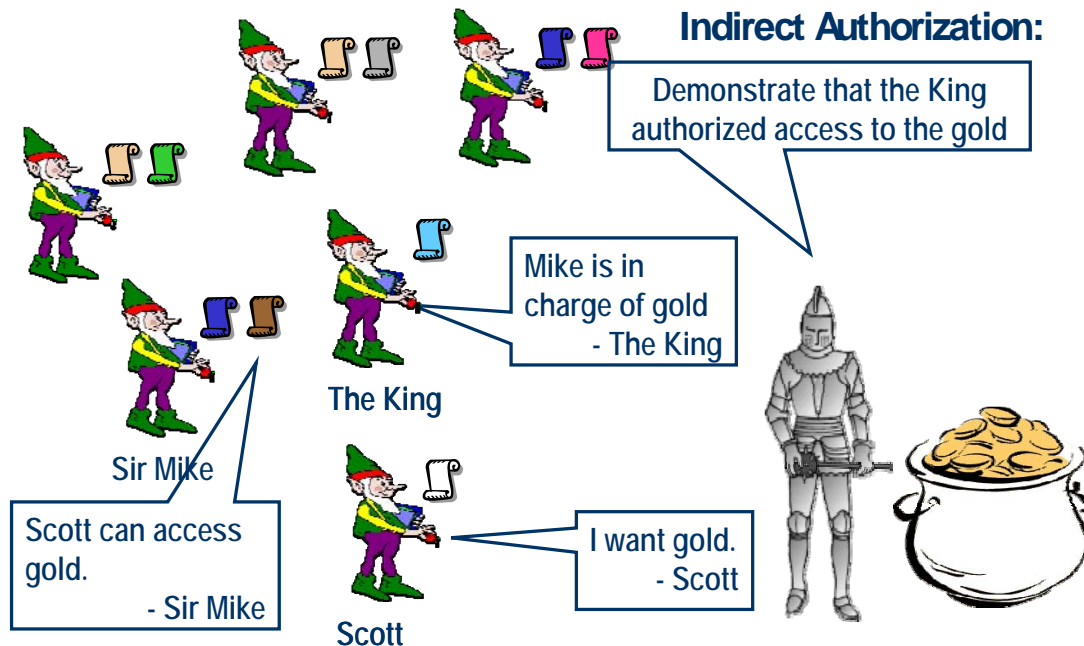 Indirect Authorization:
Demonstrate that the King
authorized access to the gold
Mike is in
charge of gold
- The King
The King
Sir Mike
Scott can access
gold.
- Sir Mike
I want gold.
- Scott
Scott